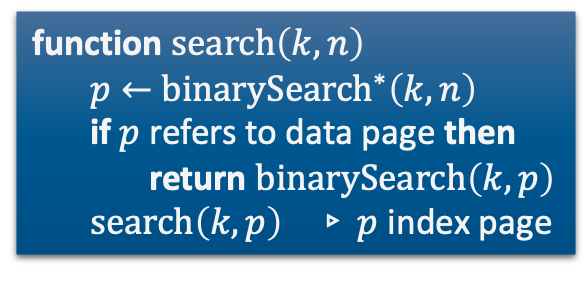 function search(k, n)
p ← binarySearch*(k, n)
if p refers to data page then
return binarySearch(k, p)
search(k, p) ▹ p index page